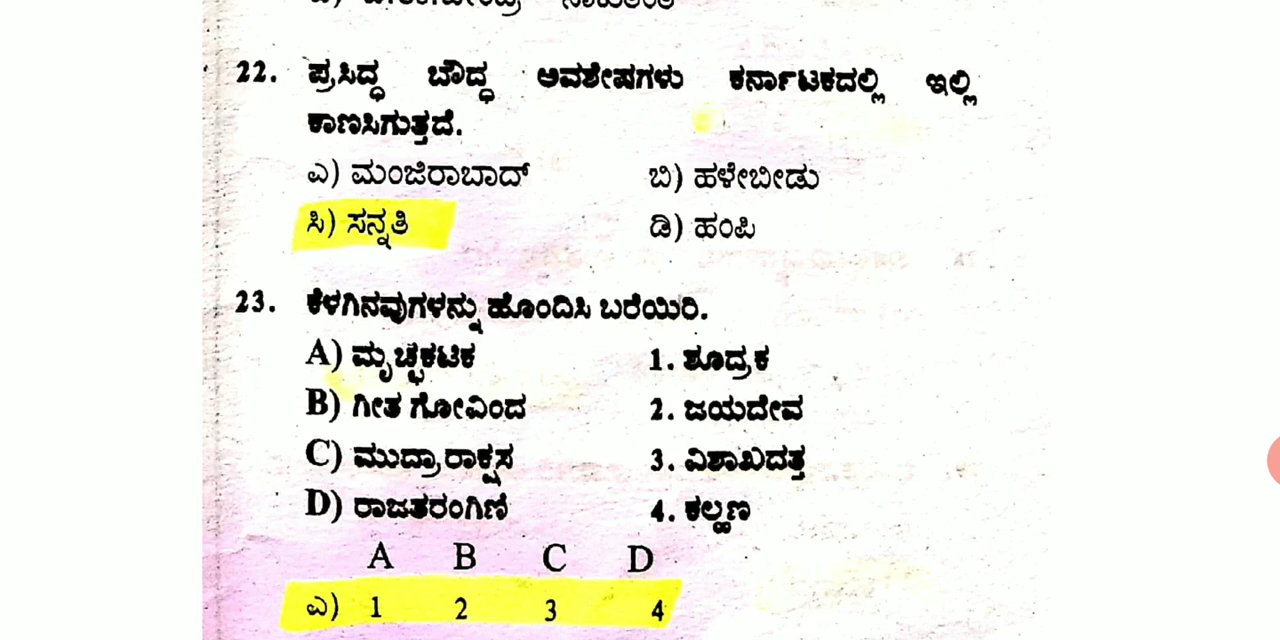 22. ಪ್ರಸಿದ್ಧ ಬೌದ್ಧ ಅವಶೇಷಗಳು ಕರ್ನಾಟಕದಲ್ಲಿ ಇಲ್ಲಿ
ಕಾಣಸಿಗುತ್ತದೆ.
ಎ) ಮಂಜಿರಾಬಾದ್ ಬಿ) ಹಳೇಬೀಡು
ಸಿ) ಸನ್ನತಿ ಡಿ) ಹಂಪಿ
23. ಕೆಳಗಿನವುಗಳನ್ನು ಹೊಂದಿಸಿ ಬರೆಯಿರಿ.
A) ಮೃಚ್ಛಕಟಿಕ 1. ಶೂದ್ರಕ
B) ಗೀತ ಗೋವಿಂದ 2. ಜಯದೇವ
C) ಮುದ್ರಾರಾಕ್ಷಸ 3. ವಿಶಾಖದತ್ತ
D) ರಾಜತರಂಗಿಣಿ 4. ಕಲ್ಹಣ
A B C D
ಎ) 1 2 3 4